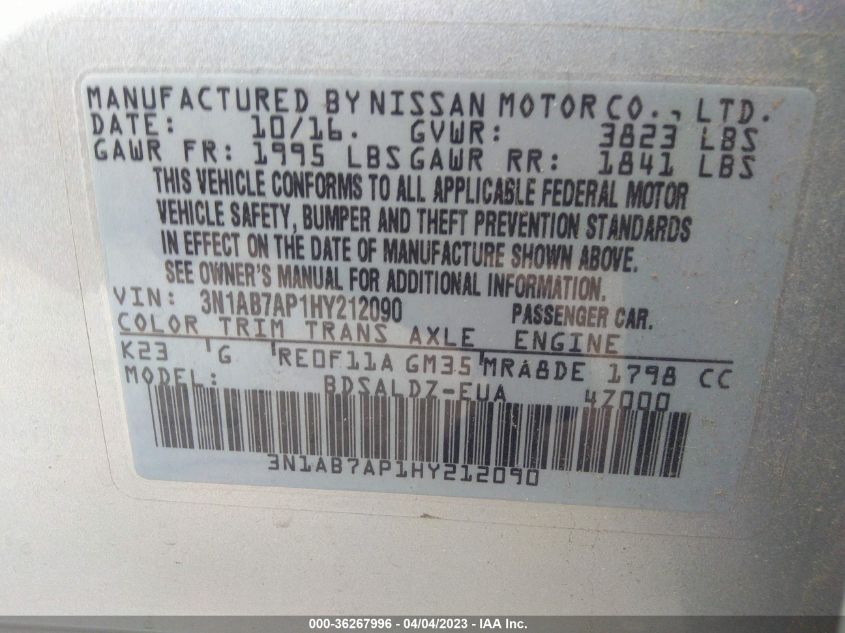 MANUFACTURED BY NISSAN MOTOR CO., LTD.
DATE: 10/16. GVWR: 3823 LBS
GAWR FR: 1995 LBS GAWR RR: 1841 LBS
THIS VEHICLE CONFORMS TO ALL APPLICABLE FEDERAL MOTOR
VEHICLE SAFETY, BUMPER AND THEFT PREVENTION STANDARDS
IN EFFECT ON THE DATE OF MANUFACTURE SHOWN ABOVE.
SEE OWNER'S MANUAL FOR ADDITIONAL INFORMATION.
VIN: 3N1AB7AP1HY212090 PASSENGER CAR.
COLOR TRIM TRANS AXLE ENGINE
K23 G RE0F11A GM35 MRA8DE 1798 CC
MODEL: BDSALDZ-EUA 4Z000
3N1AB7AP1HY212090
000-36267996 - 04/04/2023 - IAA Inc.